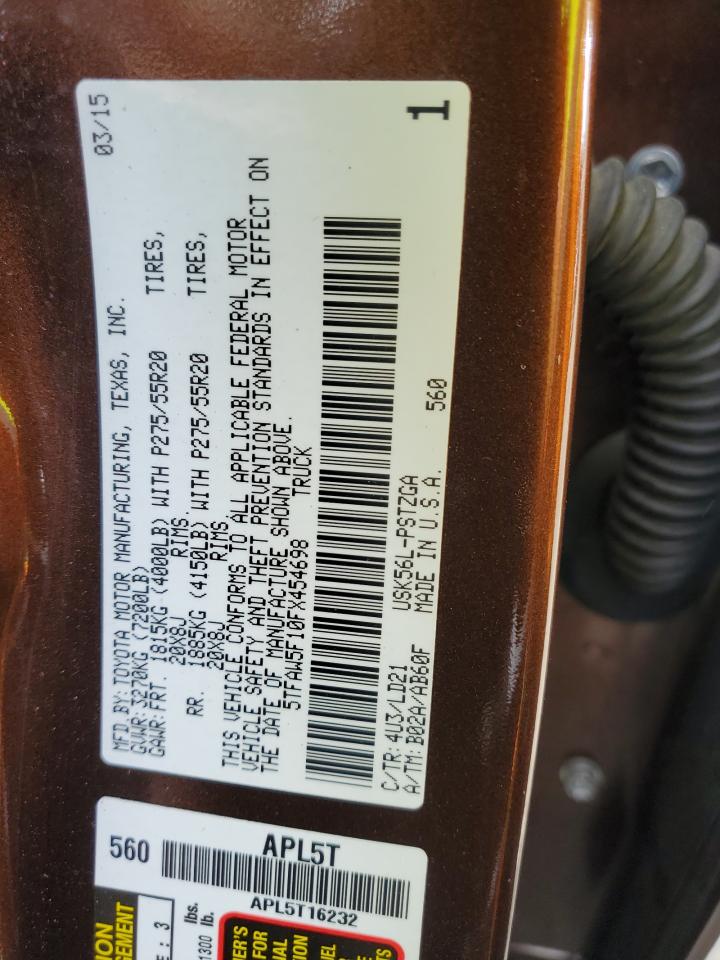 MFD.BY:TOYOTA MOTOR MANUFACTURING, TEXAS, INC. 03/15
GVWR:3270KG (7200LB)
GAWR:FRT. 1815KG (4000LB) WITH P275/55R20 TIRES,
20X8J RIMS
RR. 1885KG (4150LB) WITH P275/55R20 TIRES,
20X8J RIMS
THIS VEHICLE CONFORMS TO ALL APPLICABLE FEDERAL MOTOR
VEHICLE SAFETY AND THEFT PREVENTION STANDARDS IN EFFECT ON
THE DATE OF MANUFACTURE SHOWN ABOVE.
5TFAW5F10FX454698 TRUCK
1
C/TR:4U3/LD21 USK56L-PSTZGA 560
A/TM:B02A/AB60F MADE IN U.S.A.
560 APL5T
APL5T16232
lbs.
1300 lb.
: 3